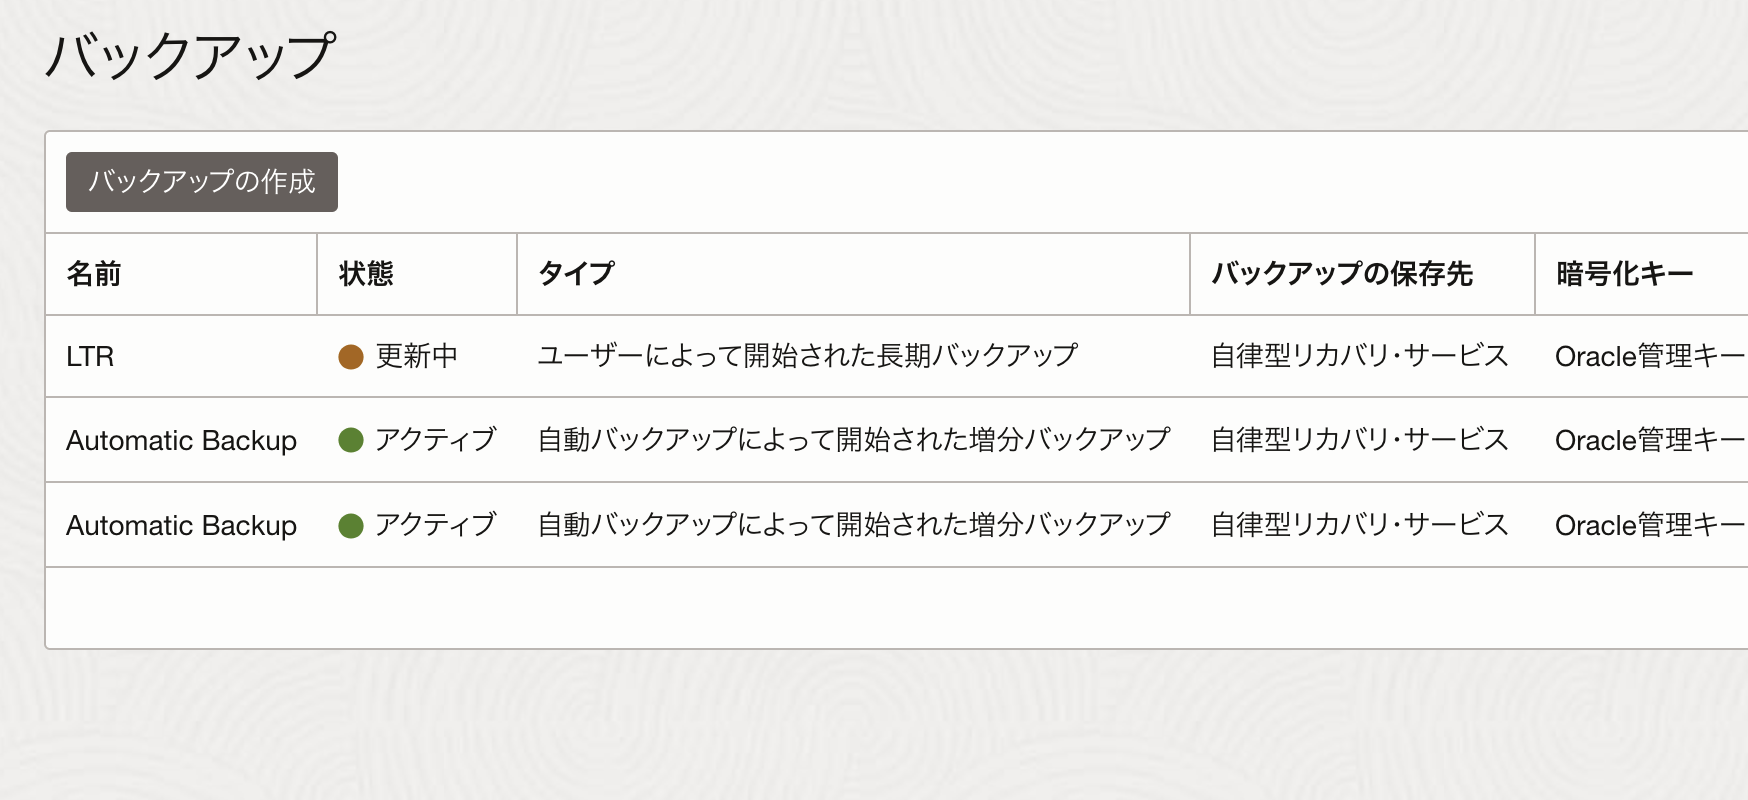 バックアップ
バックアップの作成
名前 状態 タイプ バックアップの保存先 暗号化キー
LTR 更新中 ユーザーによって開始された長期バックアップ 自律型リカバリ・サービス Oracle管理キー
Automatic Backup アクティブ 自動バックアップによって開始された増分バックアップ 自律型リカバリ・サービス Oracle管理キー
Automatic Backup アクティブ 自動バックアップによって開始された増分バックアップ 自律型リカバリ・サービス Oracle管理キー